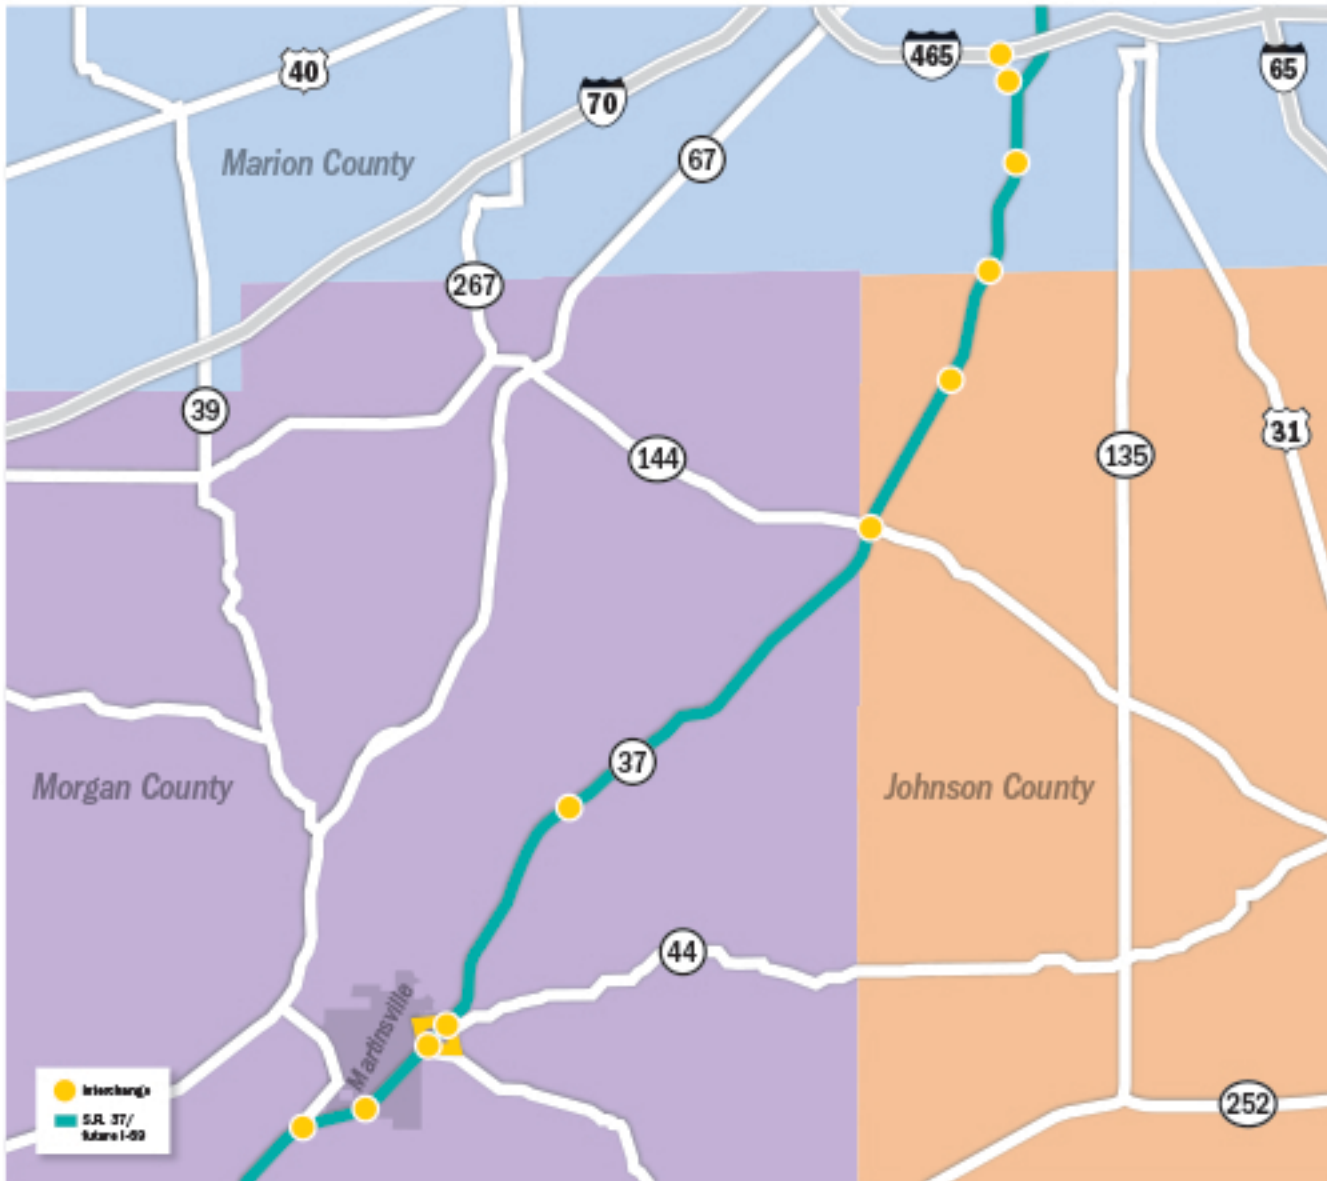 465
65
40
70
67
Marion County
267
39
31
144
135
37
Morgan County
Johnson County
44
Martinsville
Interchange
S.R. 37/
future I-69
252